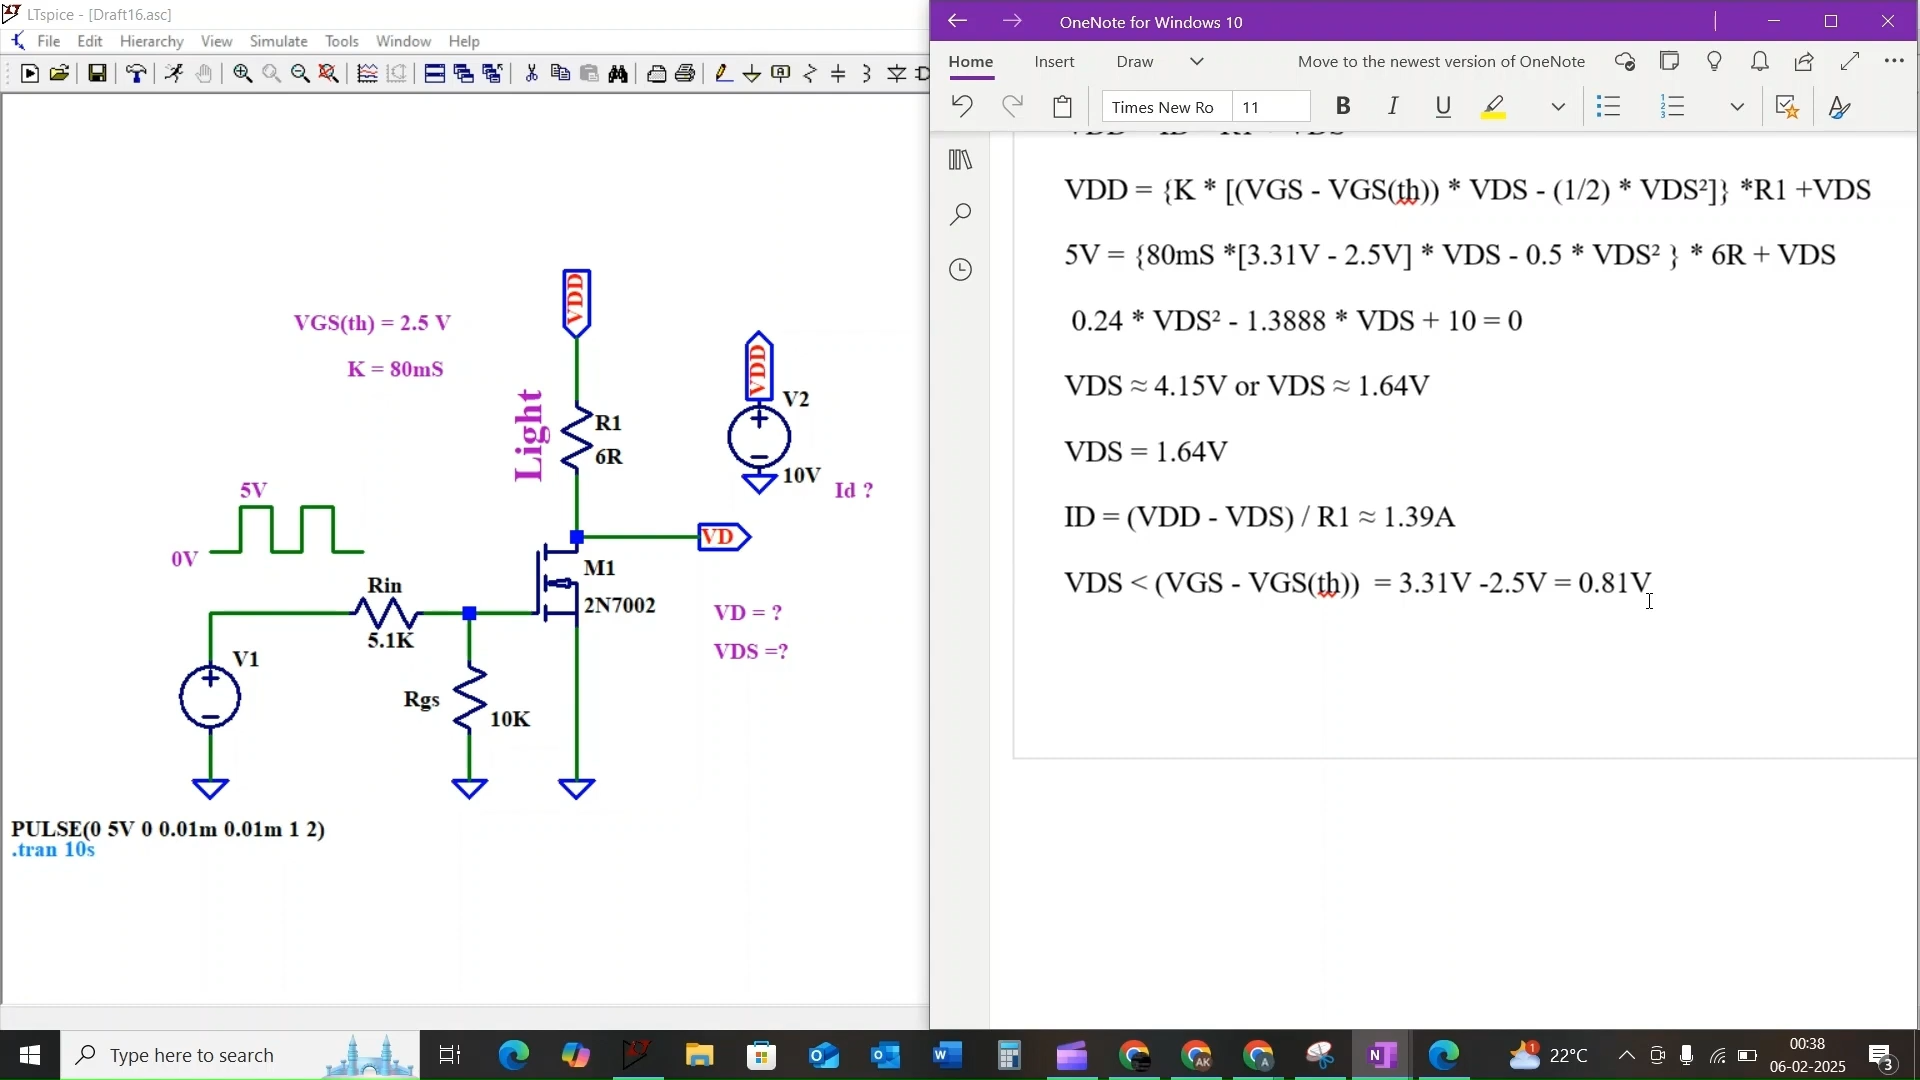 LTspice - [Draft16.asc]
File Edit Hierarchy View Simulate Tools Window Help
VGS(th) = 2.5 V
K = 80mS
VDD
Light
R1
6R
VDD
V2
10V
Id ?
5V
0V
VD
M1
2N7002
Rin
5.1K
VD = ?
VDS =?
V1
Rgs
10K
PULSE(0 5V 0 0.01m 0.01m 1 2)
.tran 10s
OneNote for Windows 10
Home Insert Draw Move to the newest version of OneNote
Times New Ro 11 B I U
VDD = {K * [(VGS - VGS(th)) * VDS - (1/2) * VDS²]} *R1 +VDS
5V = {80mS *[3.31V - 2.5V] * VDS - 0.5 * VDS² } * 6R + VDS
0.24 * VDS² - 1.3888 * VDS + 10 = 0
VDS ≈ 4.15V or VDS ≈ 1.64V
VDS = 1.64V
ID = (VDD - VDS) / R1 ≈ 1.39A
VDS < (VGS - VGS(th)) = 3.31V -2.5V = 0.81V
Type here to search
22°C
00:38
06-02-2025
3